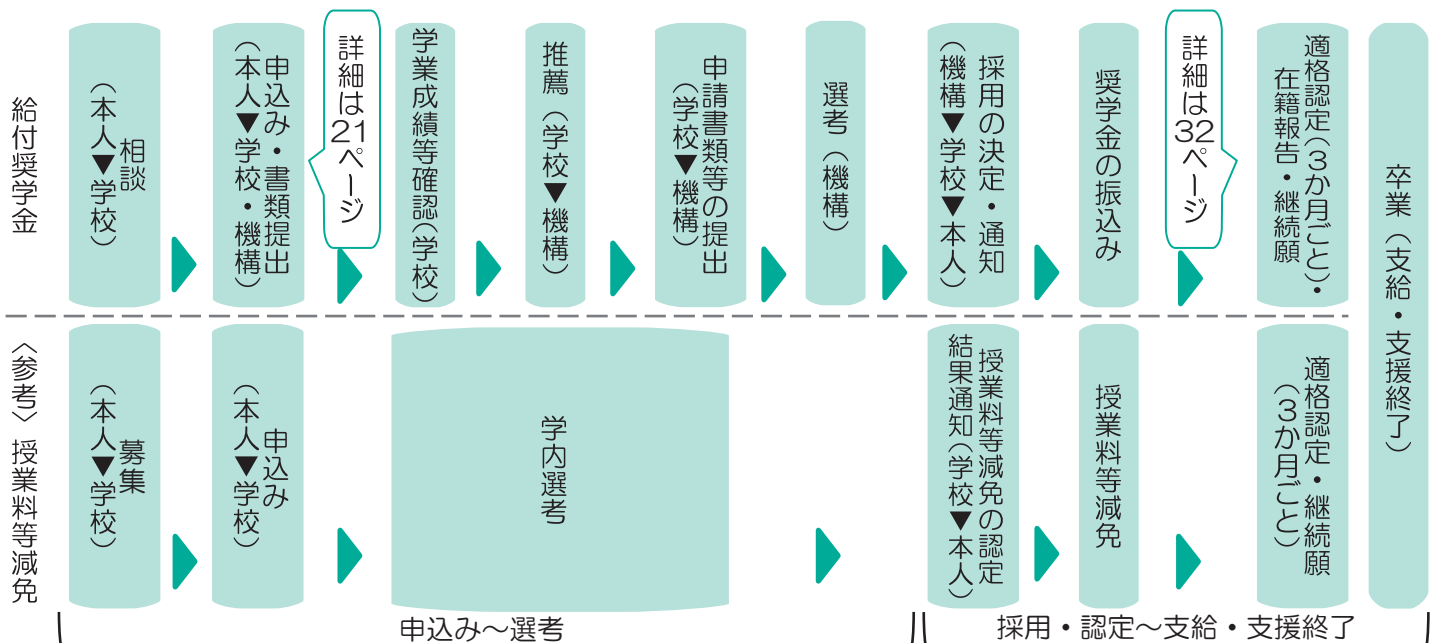 給付奨学金
相談
（本人▼学校）
申込み・書類提出
（本人▼学校・機構）
詳細は21ページ
学業成績等確認（学校）
推薦（学校▼機構）
申請書類等の提出
（学校▼機構）
選考（機構）
採用の決定・通知
（機構▼学校▼本人）
奨学金の振込み
詳細は32ページ
適格認定（３か月ごと）・
在籍報告・継続願
卒業（支給・支援終了）
〈参考〉授業料等減免
募集
（本人▼学校）
申込み
（本人▼学校）
学内選考
授業料等減免の認定
結果通知（学校▼本人）
授業料等減免
適格認定・継続願
（３か月ごと）
申込み～選考
採用・認定～支給・支援終了